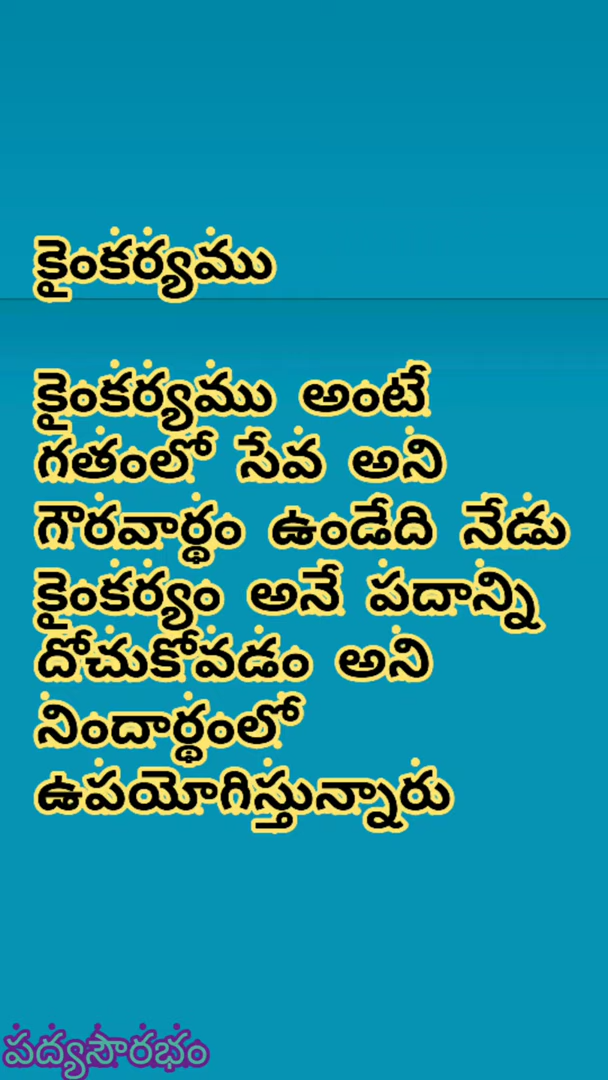 కైంకర్యము
కైంకర్యము అంటే
గతంలో సేవ అని
గౌరవార్థం ఉండేది నేడు
కైంకర్యం అనే పదాన్ని
దోచుకోవడం అని
నిందార్థంలో
ఉపయోగిస్తున్నారు
పద్యసౌరభం